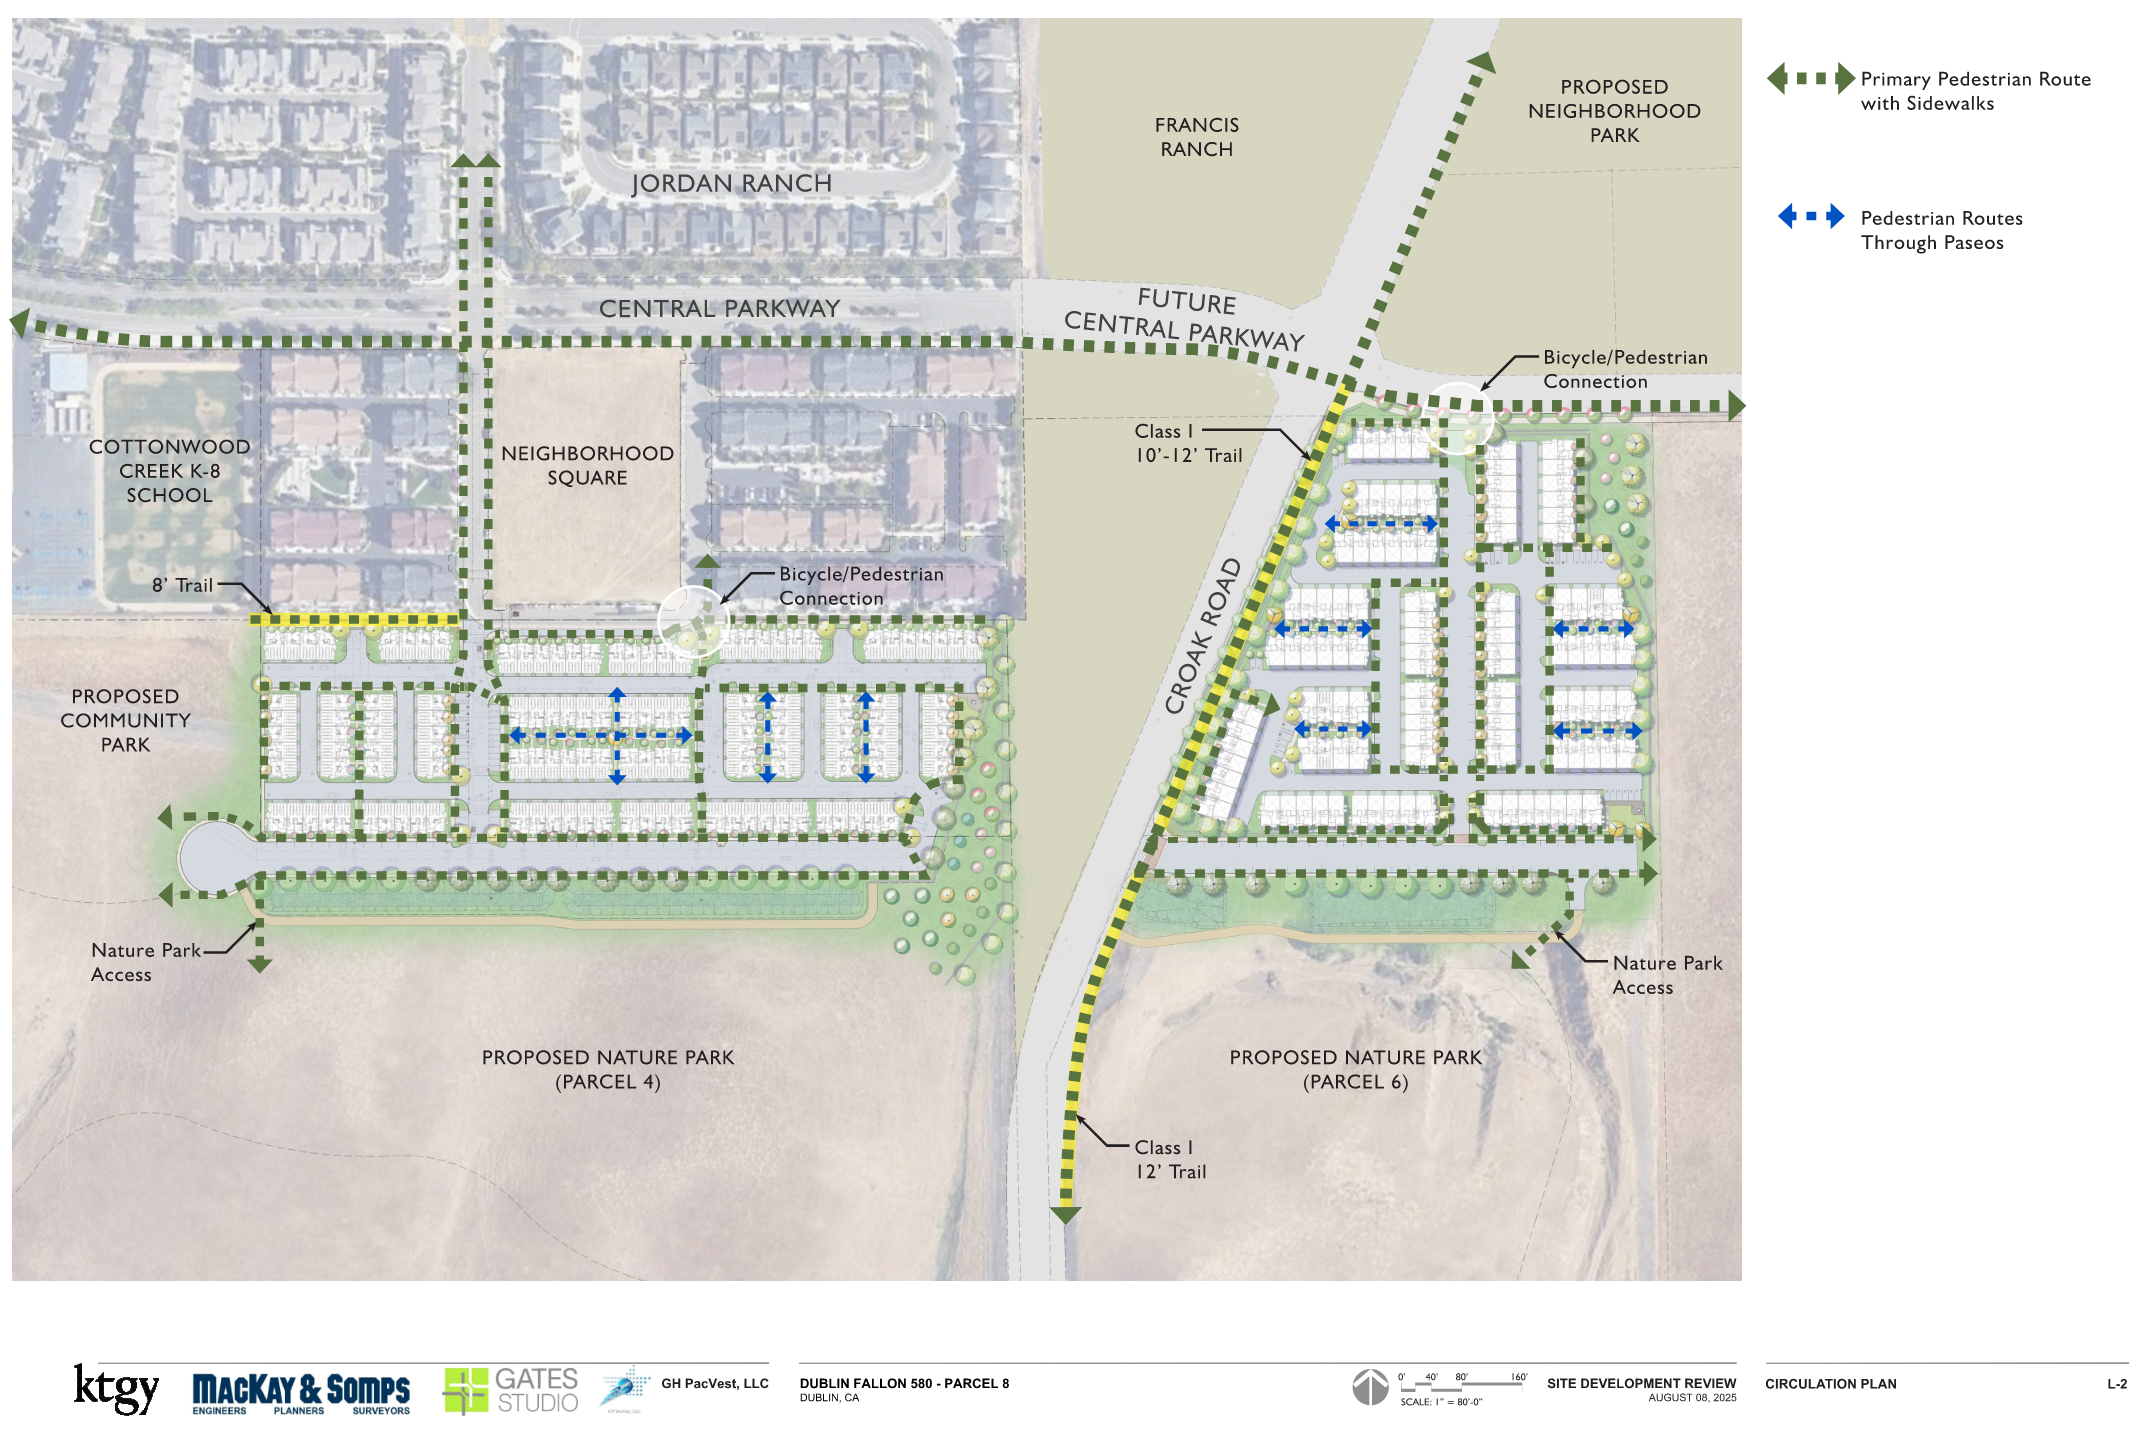 Primary Pedestrian Route
with Sidewalks
Pedestrian Routes
Through Paseos
PROPOSED
NEIGHBORHOOD
PARK
FRANCIS
RANCH
JORDAN RANCH
CENTRAL PARKWAY
FUTURE
CENTRAL PARKWAY
Bicycle/Pedestrian
Connection
Class I
10'-12' Trail
COTTONWOOD
CREEK K-8
SCHOOL
NEIGHBORHOOD
SQUARE
8' Trail
Bicycle/Pedestrian
Connection
CROAK ROAD
PROPOSED
COMMUNITY
PARK
Nature Park
Access
Nature Park
Access
PROPOSED NATURE PARK
(PARCEL 4)
PROPOSED NATURE PARK
(PARCEL 6)
Class I
12' Trail
ktgy
MACKAY & SOMPS
ENGINEERS PLANNERS SURVEYORS
GATES
STUDIO
GH PacVest, LLC
DUBLIN FALLON 580 - PARCEL 8
DUBLIN, CA
0' 40' 80' 160'
SCALE: 1" = 80'-0"
SITE DEVELOPMENT REVIEW
AUGUST 08, 2025
CIRCULATION PLAN
L-2